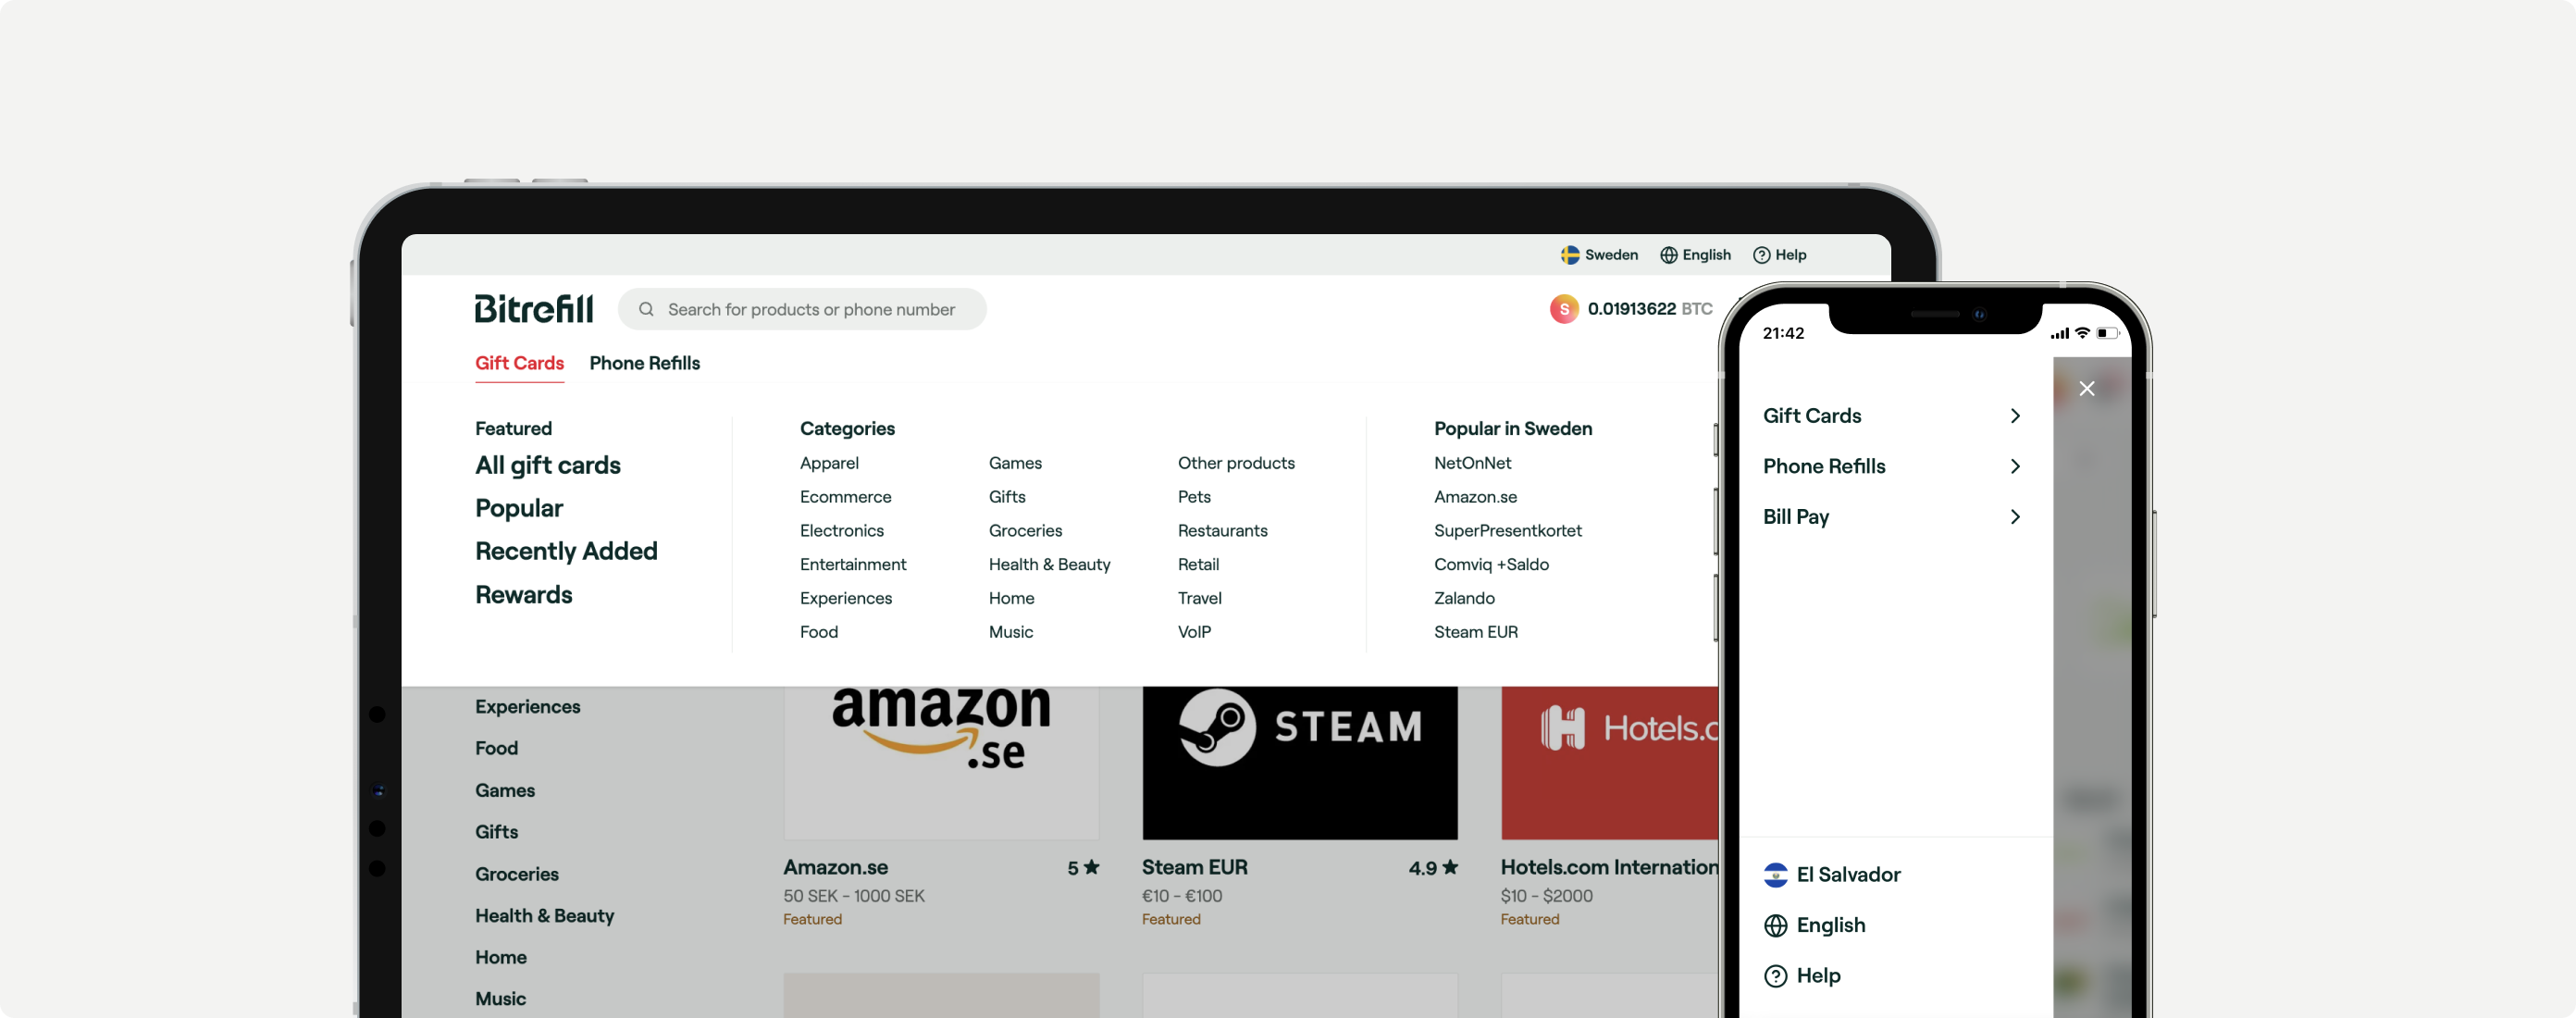 Sweden English Help
Bitrefill
Search for products or phone number
S 0.01913622 BTC
Gift Cards Phone Refills
Featured
All gift cards
Popular
Recently Added
Rewards
Categories
Apparel
Ecommerce
Electronics
Entertainment
Experiences
Food
Games
Gifts
Groceries
Health & Beauty
Home
Music
Other products
Pets
Restaurants
Retail
Travel
VoIP
Popular in Sweden
NetOnNet
Amazon.se
SuperPresentkortet
Comviq +Saldo
Zalando
Steam EUR
Experiences
Food
Games
Gifts
Groceries
Health & Beauty
Home
Music
amazon
.se
Amazon.se 5
50 SEK - 1000 SEK
Featured
STEAM
Steam EUR 4.9
€10 - €100
Featured
H Hotels.c
Hotels.com Internation
$10 - $2000
Featured
21:42
Gift Cards
Phone Refills
Bill Pay
El Salvador
English
Help